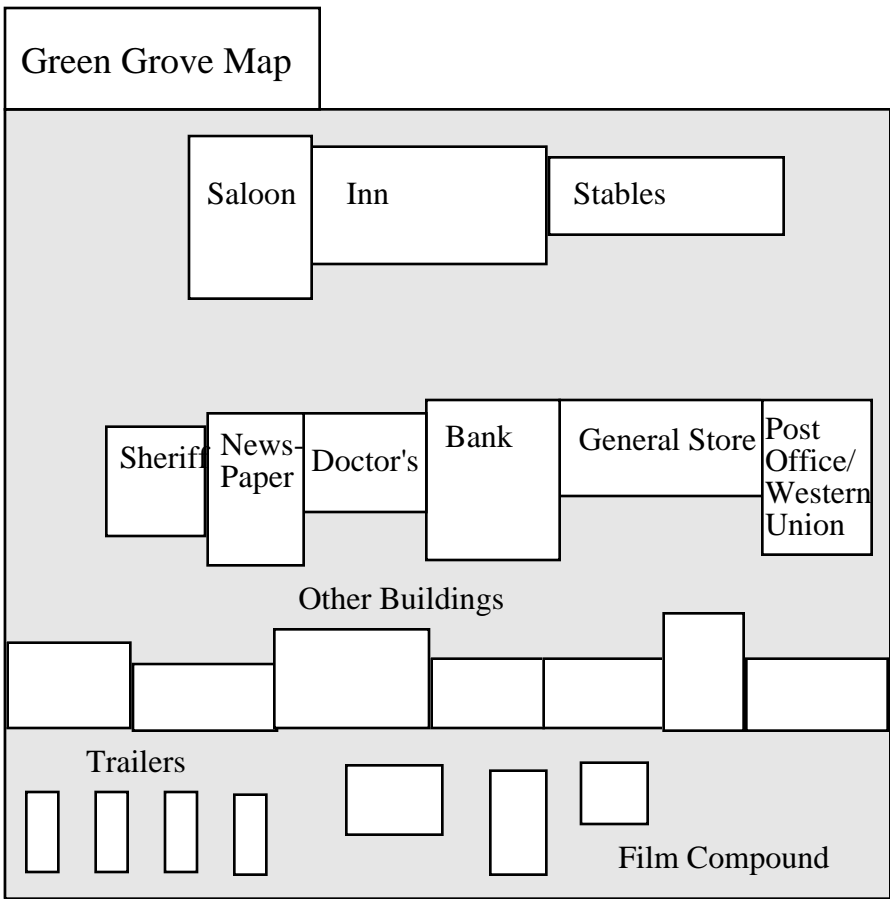 Green Grove Map
Saloon
Inn
Stables
Sheriff
News-
Paper
Doctor's
Bank
General Store
Post
Office/
Western
Union
Other Buildings
Trailers
Film Compound